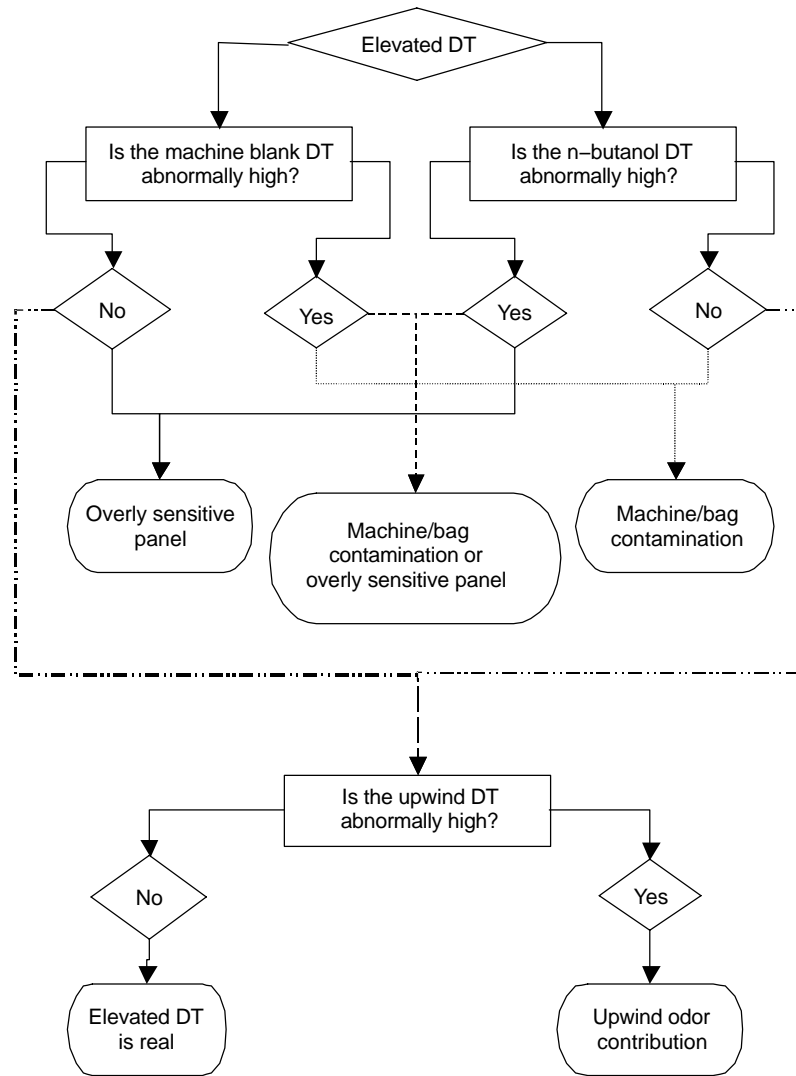 Elevated DT
Is the machine blank DT
abnormally high?
Is the n−butanol DT
abnormally high?
No
Yes
Yes
No
Overly sensitive
panel
Machine/bag
contamination or
overly sensitive panel
Machine/bag
contamination
Is the upwind DT
abnormally high?
No
Yes
Elevated DT
is real
Upwind odor
contribution